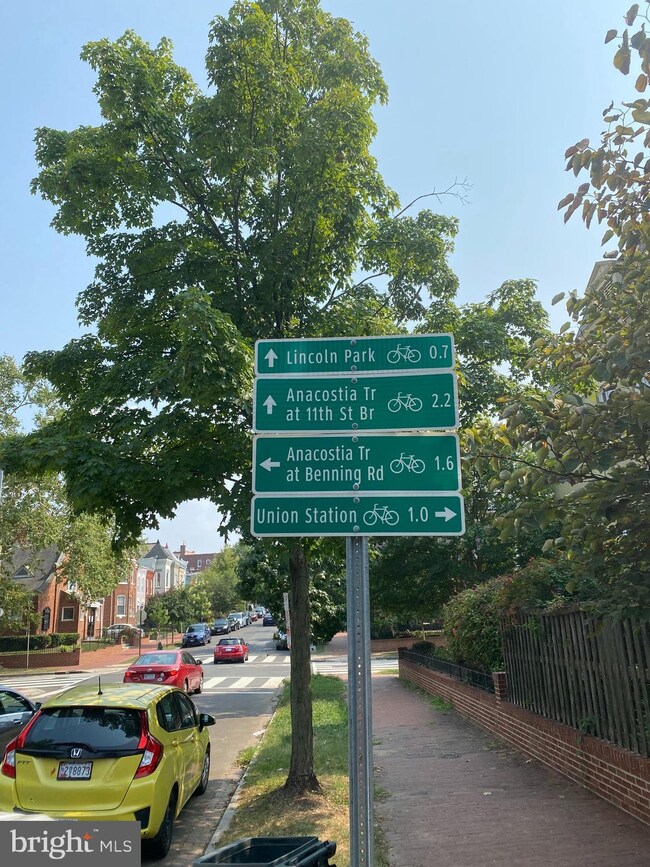 Lincoln Park 0.7
Anacostia Tr
at 11th St Br 2.2
Anacostia Tr
at Benning Rd 1.6
Union Station 1.0
FIT
bright MLS